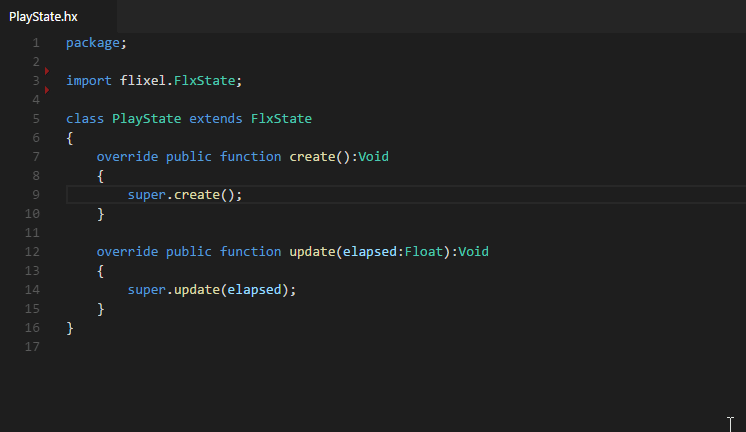 PlayState.hx
1 package;
2
3 import flixel.FlxState;
4
5 class PlayState extends FlxState
6 {
7     override public function create():Void
8     {
9         super.create();
10     }
11
12     override public function update(elapsed:Float):Void
13     {
14         super.update(elapsed);
15     }
16 }
17